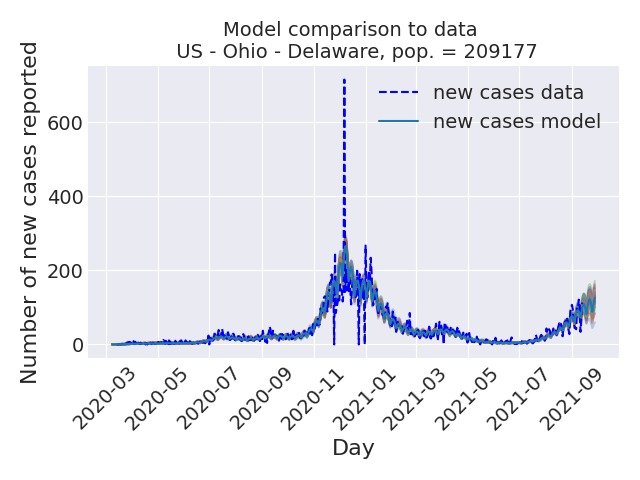 Model comparison to data
US - Ohio - Delaware, pop. = 209177
Number of new cases reported
600
400
200
0
new cases data
new cases model
2020-03
2020-05
2020-07
2020-09
2020-11
2021-01
2021-03
2021-05
2021-07
2021-09
Day